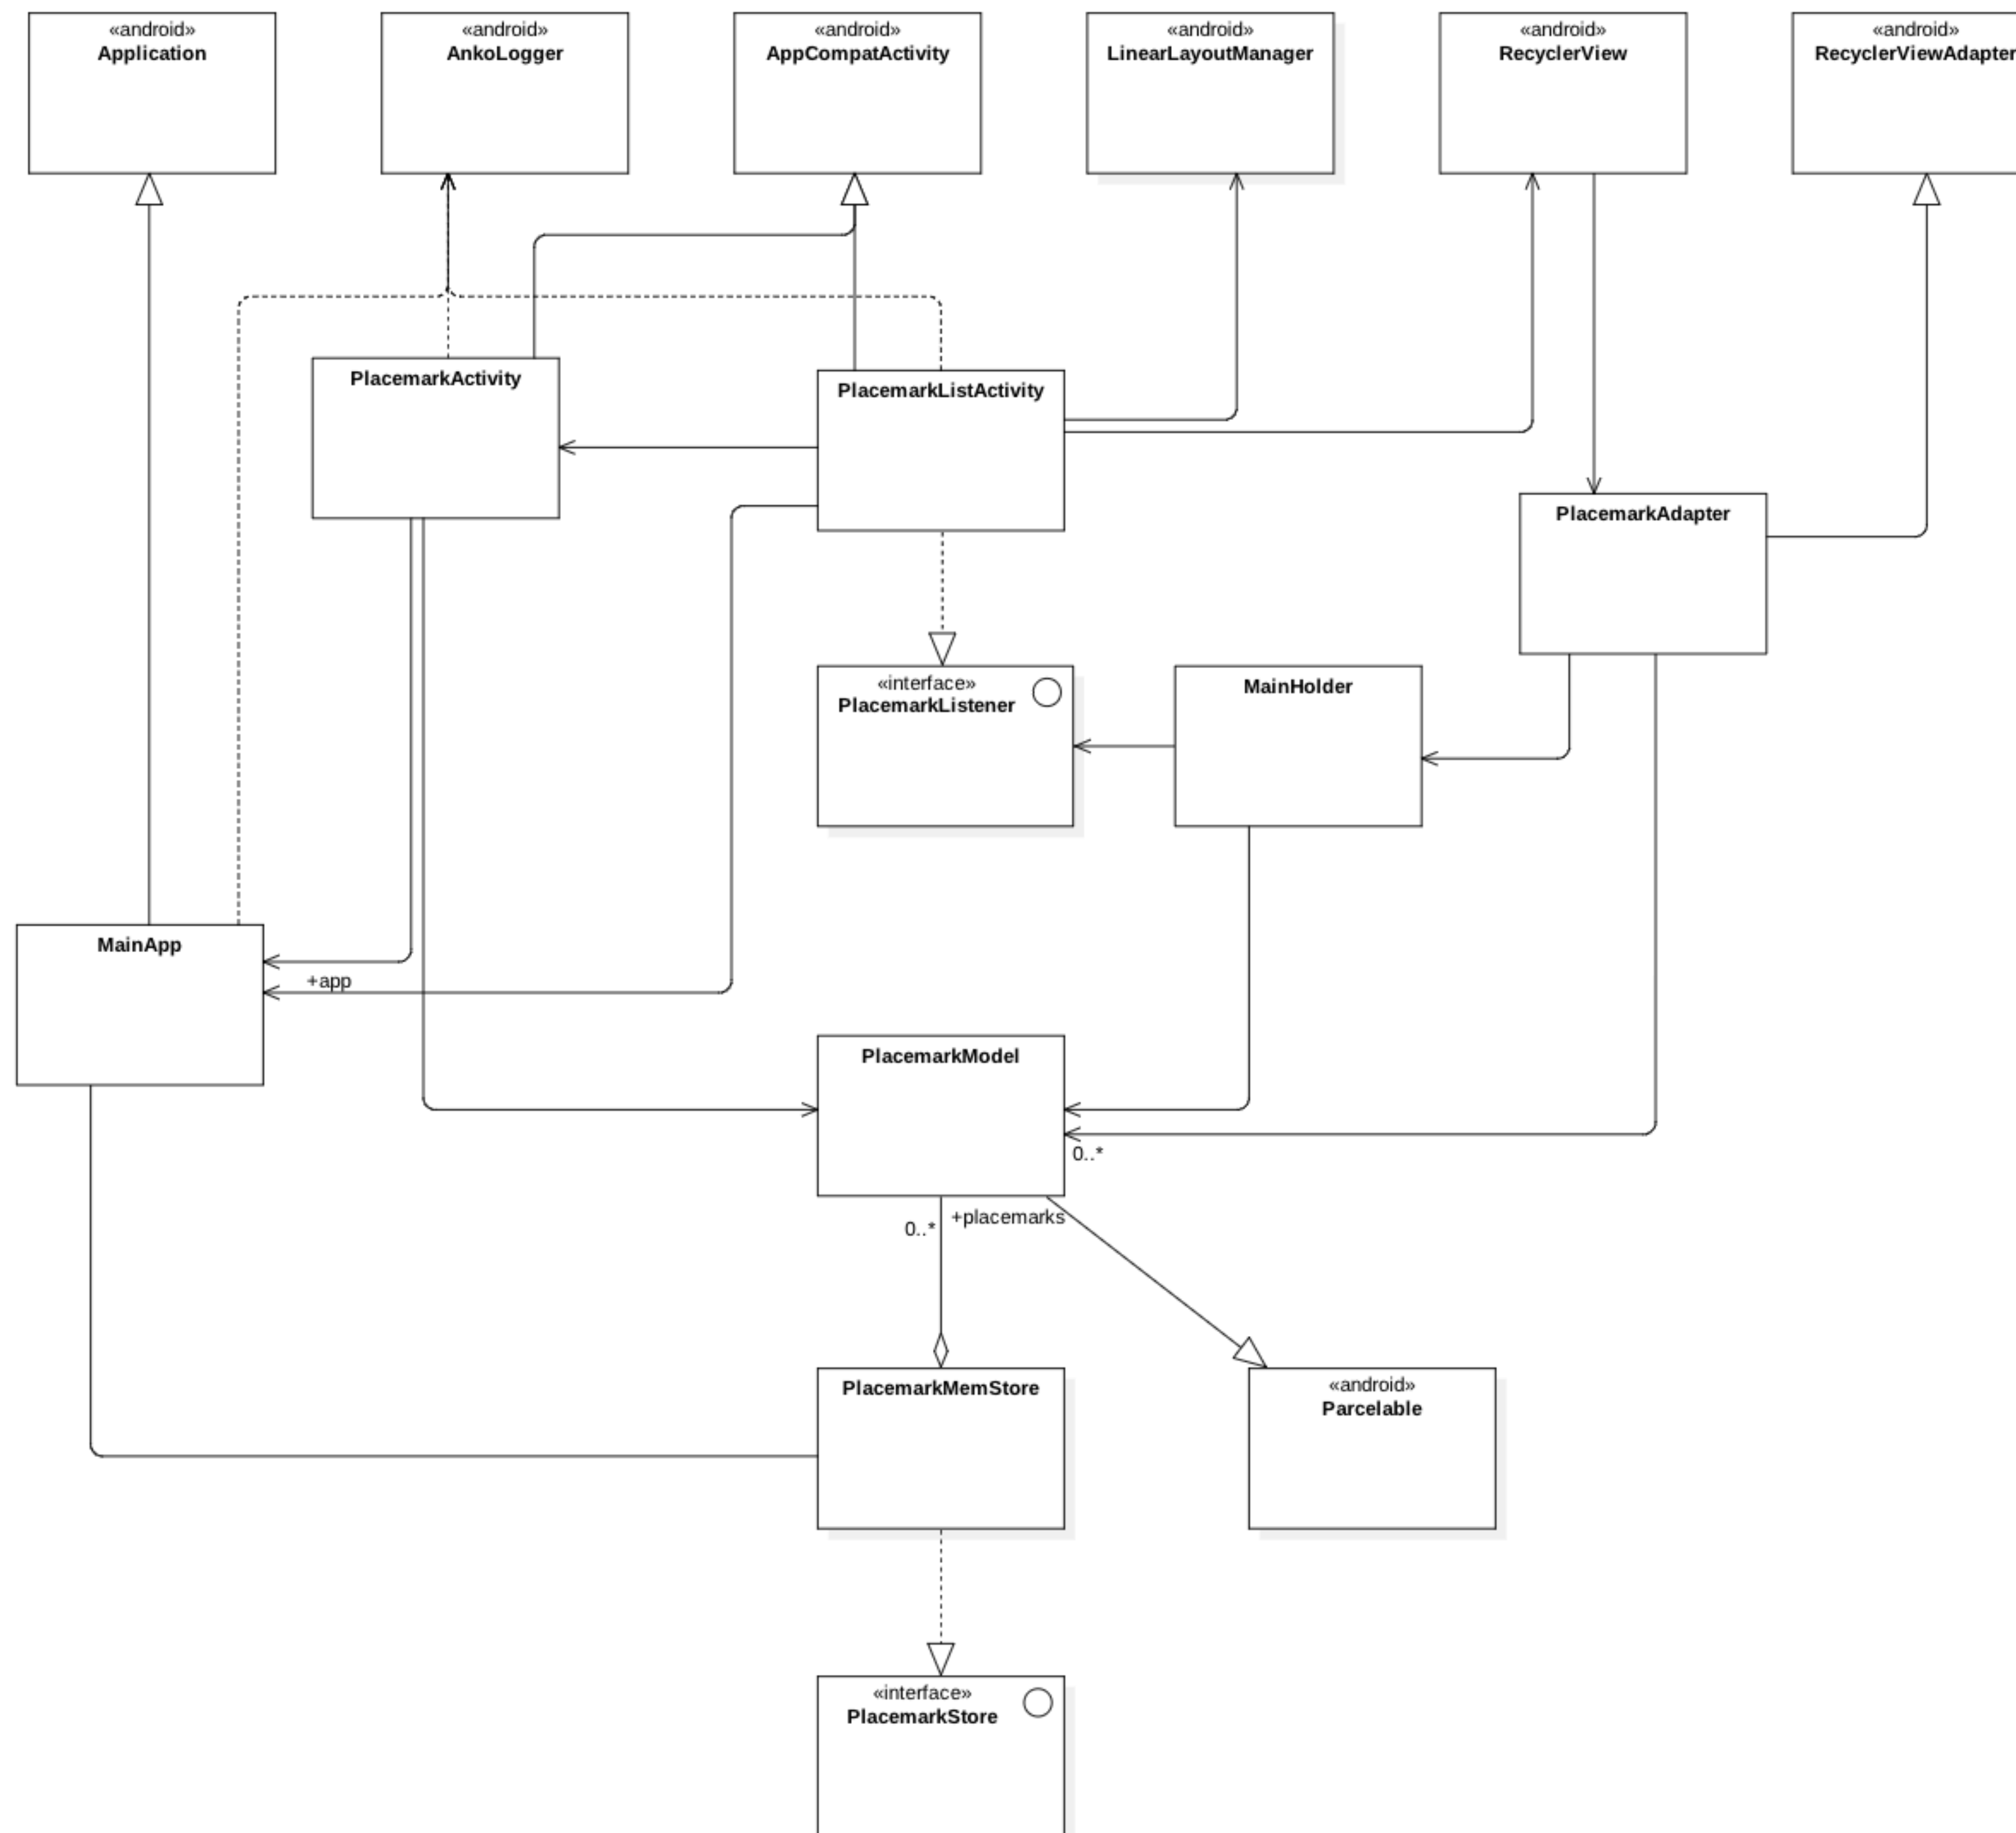 «android»
Application
«android»
AnkoLogger
«android»
AppCompatActivity
«android»
LinearLayoutManager
«android»
RecyclerView
«android»
RecyclerViewAdapter
PlacemarkActivity
PlacemarkListActivity
PlacemarkAdapter
«interface»
PlacemarkListener
MainHolder
MainApp
+app
PlacemarkModel
0..*
0..*
+placemarks
PlacemarkMemStore
«android»
Parcelable
«interface»
PlacemarkStore